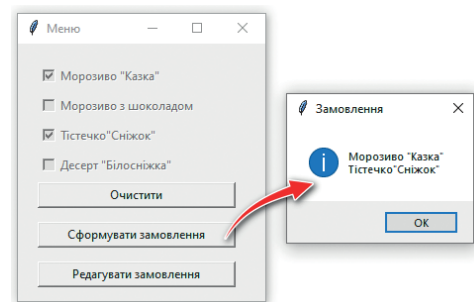 Меню
Морозиво "Казка"
Морозиво з шоколадом
Тістечко"Сніжок"
Десерт "Білосніжка"
Очистити
Сформувати замовлення
Редагувати замовлення
Замовлення
Морозиво "Казка"
Тістечко"Сніжок"
ОК